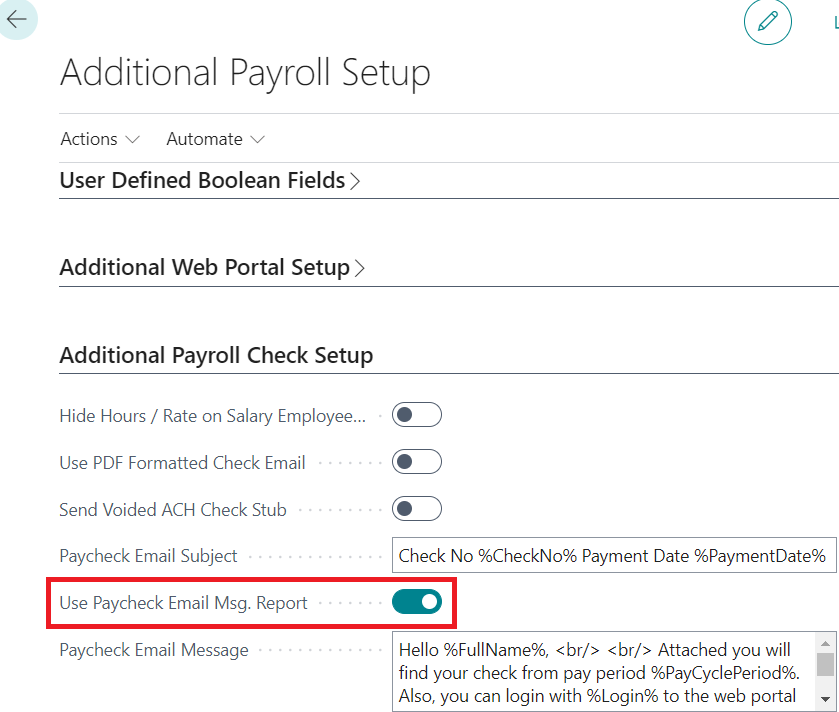 Additional Payroll Setup
Actions Automate
User Defined Boolean Fields
Additional Web Portal Setup
Additional Payroll Check Setup
Hide Hours / Rate on Salary Employee...
Use PDF Formatted Check Email
Send Voided ACH Check Stub
Paycheck Email Subject Check No %CheckNo% Payment Date %PaymentDate%
Use Paycheck Email Msg. Report
Paycheck Email Message Hello %FullName%, <br/> <br/> Attached you will
find your check from pay period %PayCyclePeriod%.
Also, you can login with %Login% to the web portal